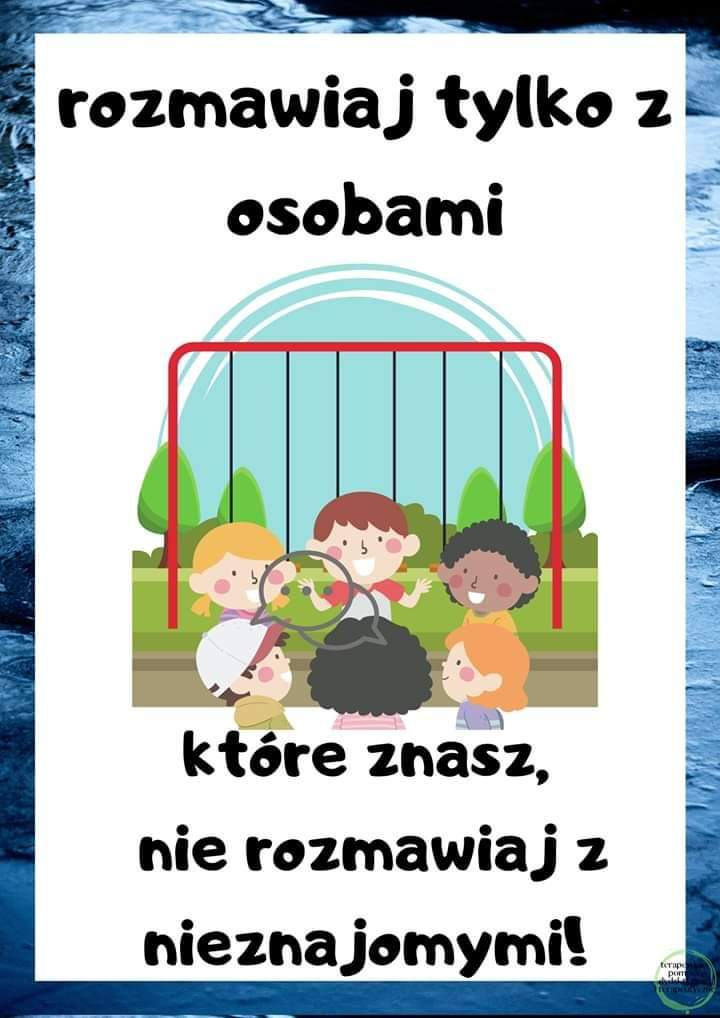 rozmawiaj tylko z
osobami
które znasz,
nie rozmawiaj z
nieznajomymi!